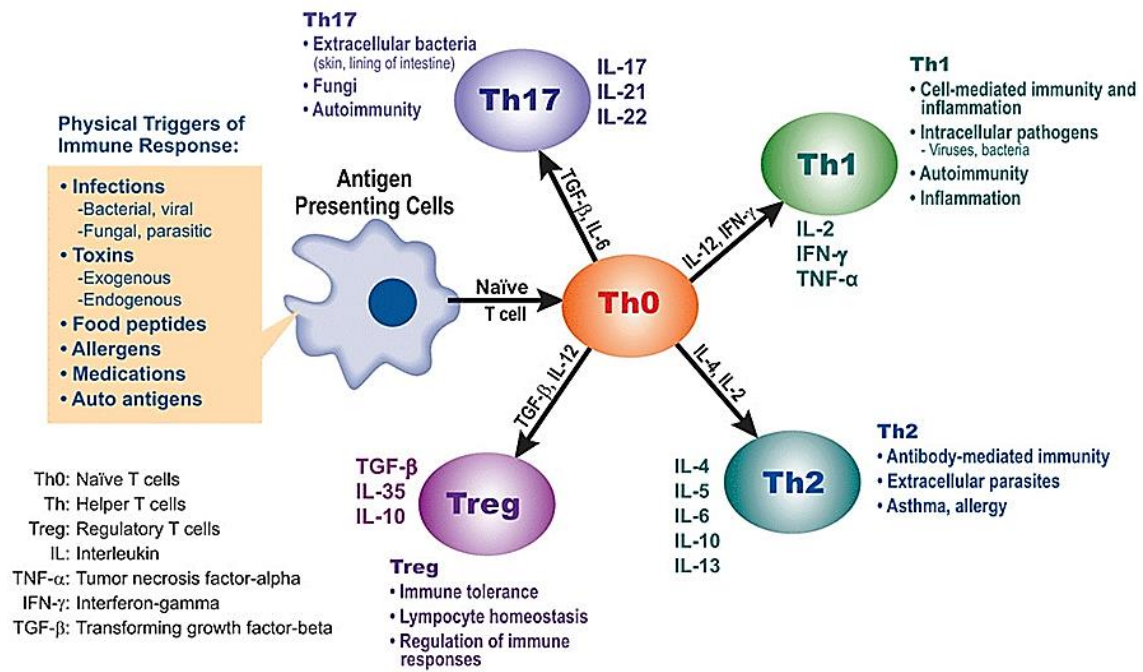 Th17
• Extracellular bacteria
(skin, lining of intestine)
• Fungi
• Autoimmunity
Th17
IL-17
IL-21
IL-22
Th1
• Cell-mediated immunity and
inflammation
• Intracellular pathogens
- Viruses, bacteria
• Autoimmunity
• Inflammation
Th1
IL-2
IFN-γ
TNF-α
Physical Triggers of
Immune Response:
• Infections
-Bacterial, viral
-Fungal, parasitic
• Toxins
-Exogenous
-Endogenous
• Food peptides
• Allergens
• Medications
• Auto antigens
Antigen
Presenting Cells
Naïve
T cell
Th0
TGF-β, IL-6
IL-12, IFN-γ
TGF-β, IL-12
IL-4, IL-2
TGF-β
IL-35
IL-10
Treg
Treg
• Immune tolerance
• Lympocyte homeostasis
• Regulation of immune
responses
IL-4
IL-5
IL-6
IL-10
IL-13
Th2
Th2
• Antibody-mediated immunity
• Extracellular parasites
• Asthma, allergy
Th0: Naïve T cells
Th: Helper T cells
Treg: Regulatory T cells
IL: Interleukin
TNF-α: Tumor necrosis factor-alpha
IFN-γ: Interferon-gamma
TGF-β: Transforming growth factor-beta